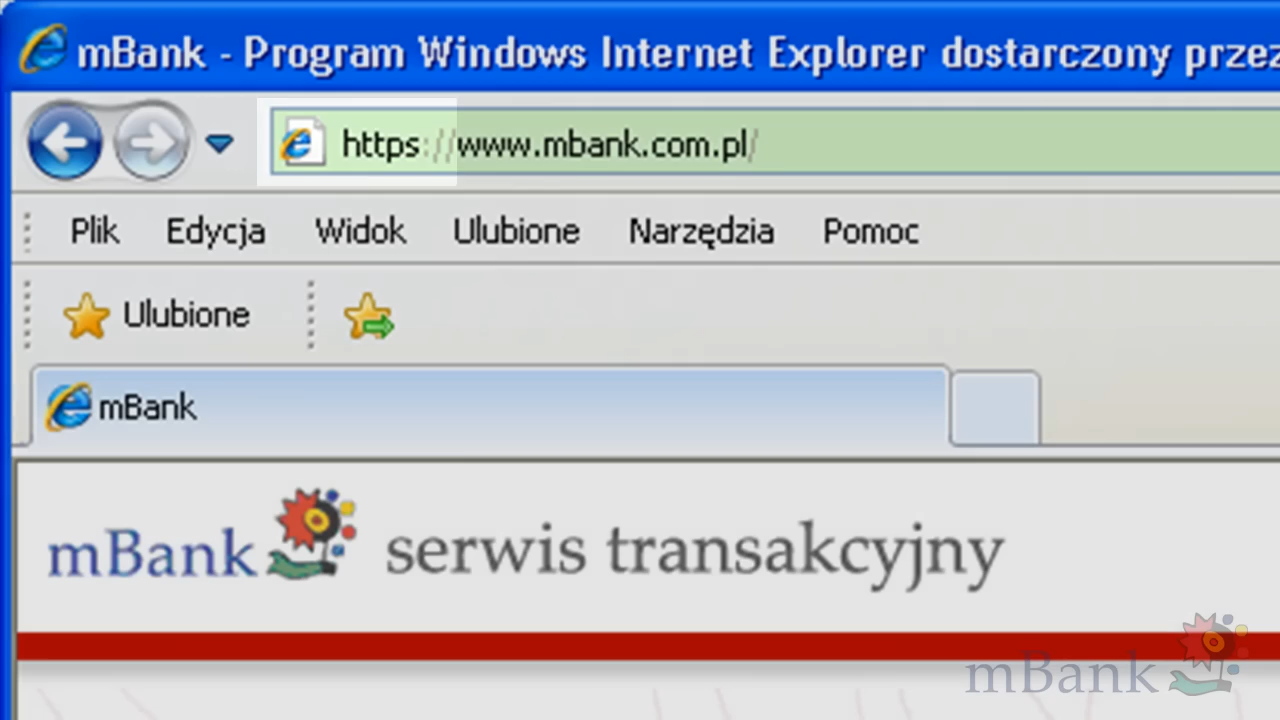 mBank - Program Windows Internet Explorer dostarczony przez
https://www.mbank.com.pl/
Plik Edycja Widok Ulubione Narzędzia Pomoc
Ulubione
mBank
mBank serwis transakcyjny
mBank